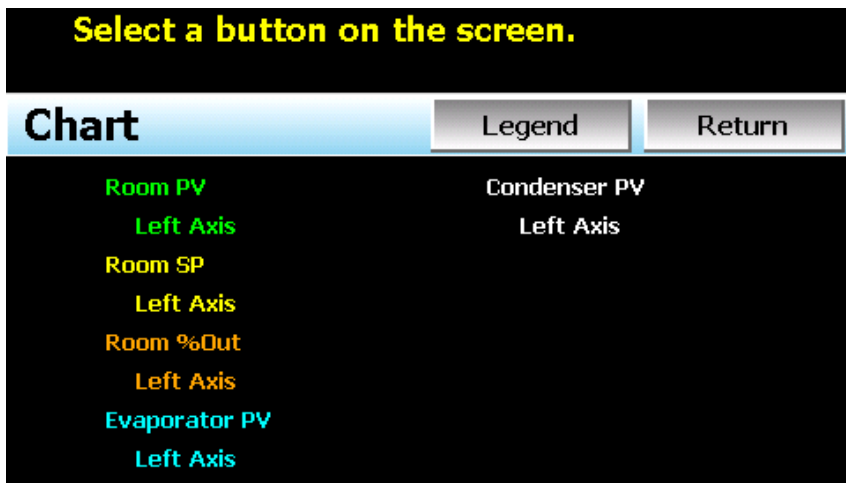 Select a button on the screen.
Chart
Legend
Return
Room PV
Left Axis
Room SP
Left Axis
Room %Out
Left Axis
Evaporator PV
Left Axis
Condenser PV
Left Axis